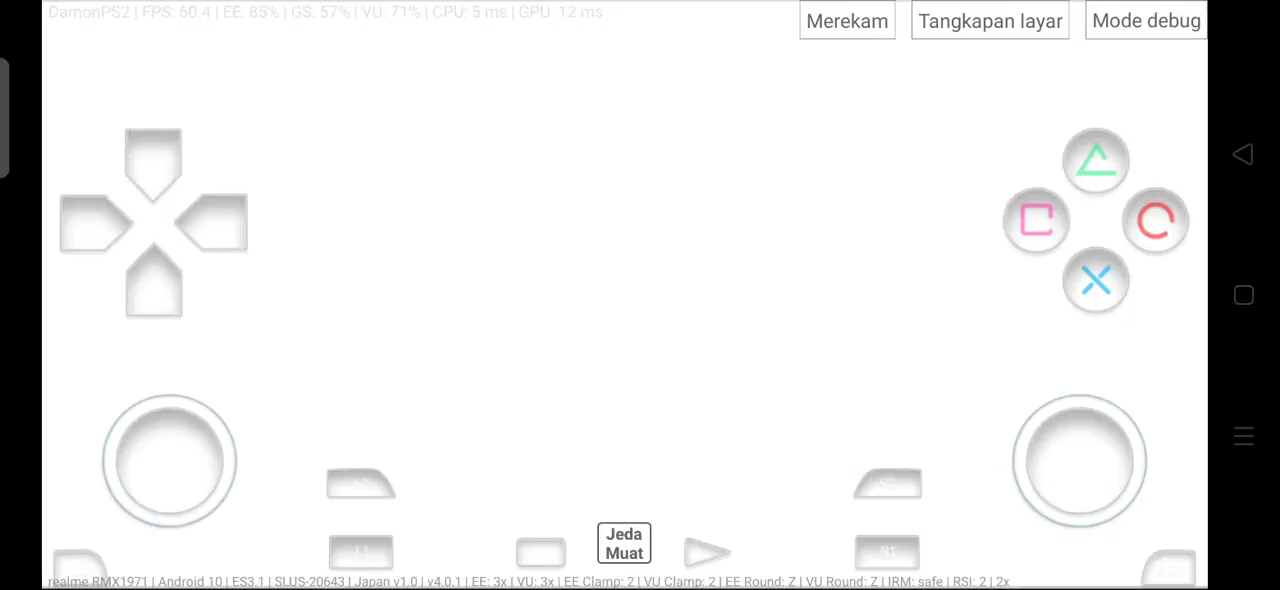 DamonPS2 | FPS: 60.4 | EE: 85% | GS: 57% | VU: 71% | CPU: 5 ms | GPU: 12 ms
Merekam
Tangkapan layar
Mode debug
Jeda
Muat
L1
R1
realme RMX1971 | Android 10 | ES3.1 | SLUS-20643 | Japan v1.0 | v4.0.1 | EE: 3x | VU: 3x | EE Clamp: 2 | VU Clamp: 2 | EE Round: Z | VU Round: Z | IRM: safe | RSI: 2 | 2x